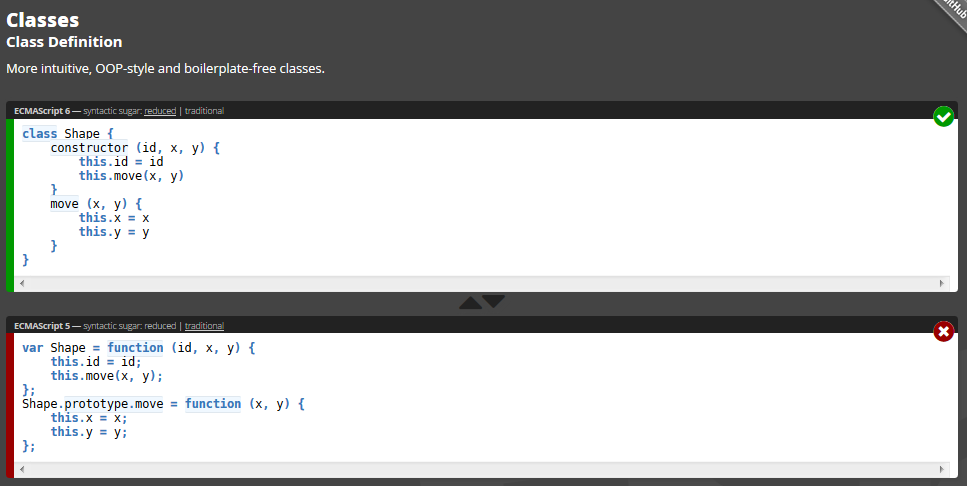 Classes
Class Definition
More intuitive, OOP-style and boilerplate-free classes.
ECMAScript 6 — syntactic sugar: reduced | traditional
class Shape {
    constructor (id, x, y) {
        this.id = id
        this.move(x, y)
    }
    move (x, y) {
        this.x = x
        this.y = y
    }
}
ECMAScript 5 — syntactic sugar: reduced | traditional
var Shape = function (id, x, y) {
    this.id = id;
    this.move(x, y);
};
Shape.prototype.move = function (x, y) {
    this.x = x;
    this.y = y;
};